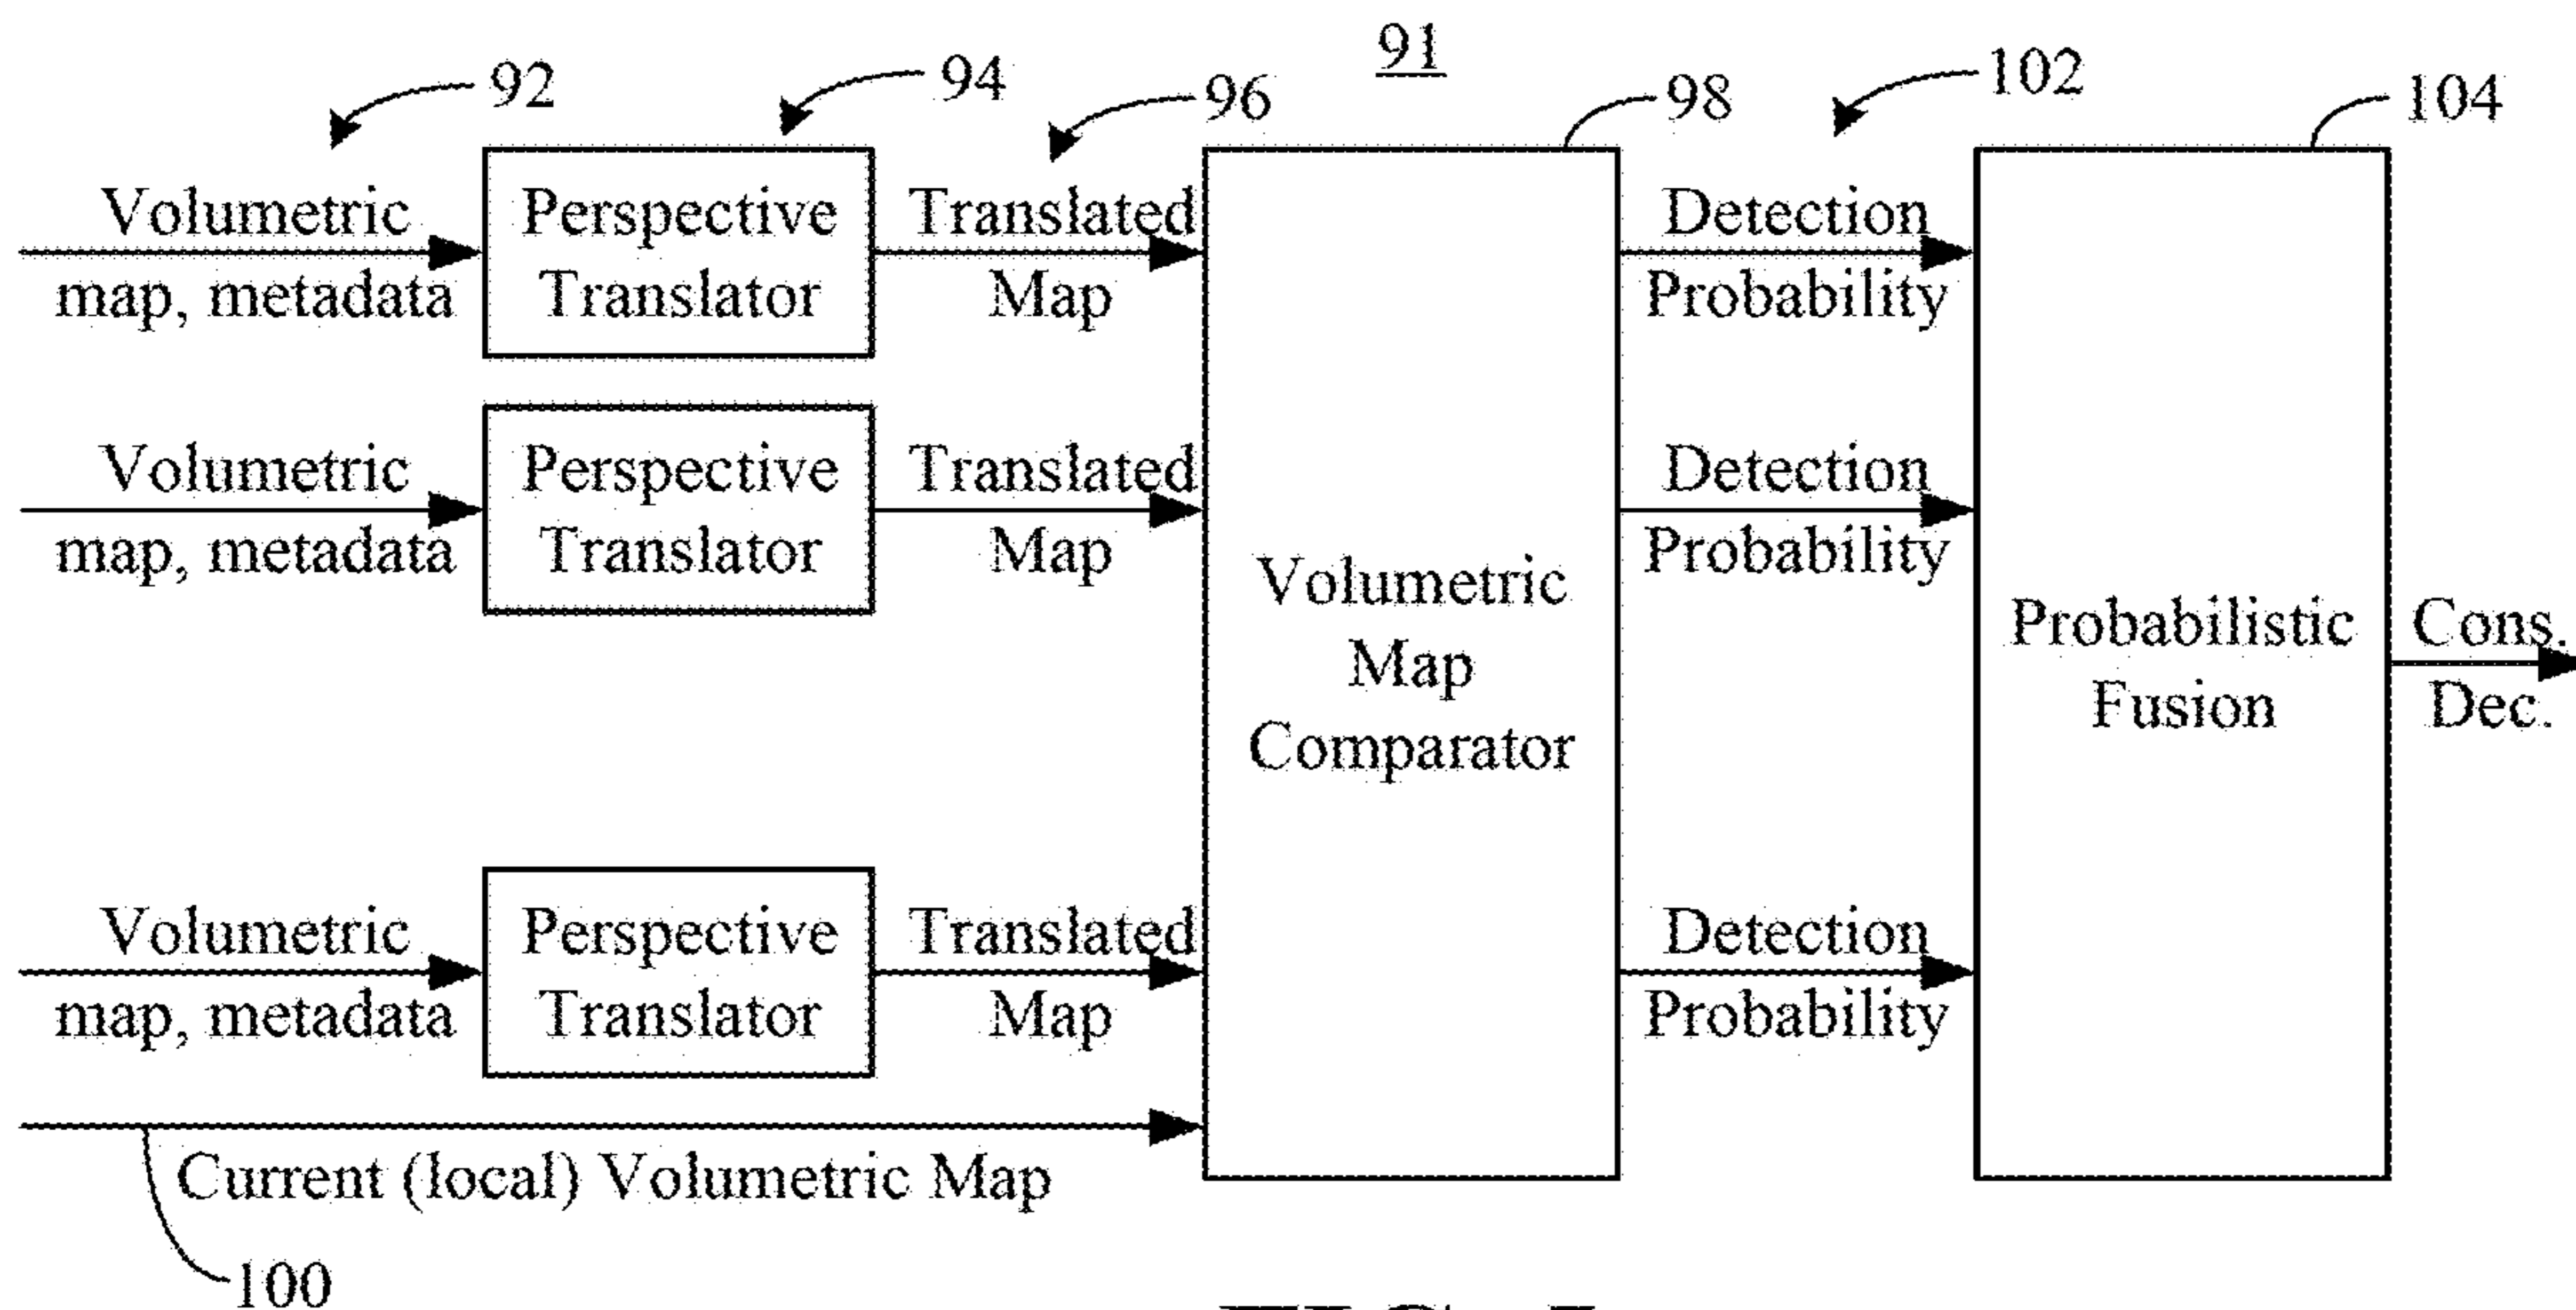 91
92
94
96
98
102
104
Volumetric
map, metadata
Perspective
Translator
Translated
Map
Detection
Probability
Volumetric
map, metadata
Perspective
Translator
Translated
Map
Detection
Probability
Volumetric
Map
Comparator
Probabilistic
Fusion
Cons.
Dec.
Volumetric
map, metadata
Perspective
Translator
Translated
Map
Detection
Probability
Current (local) Volumetric Map
100